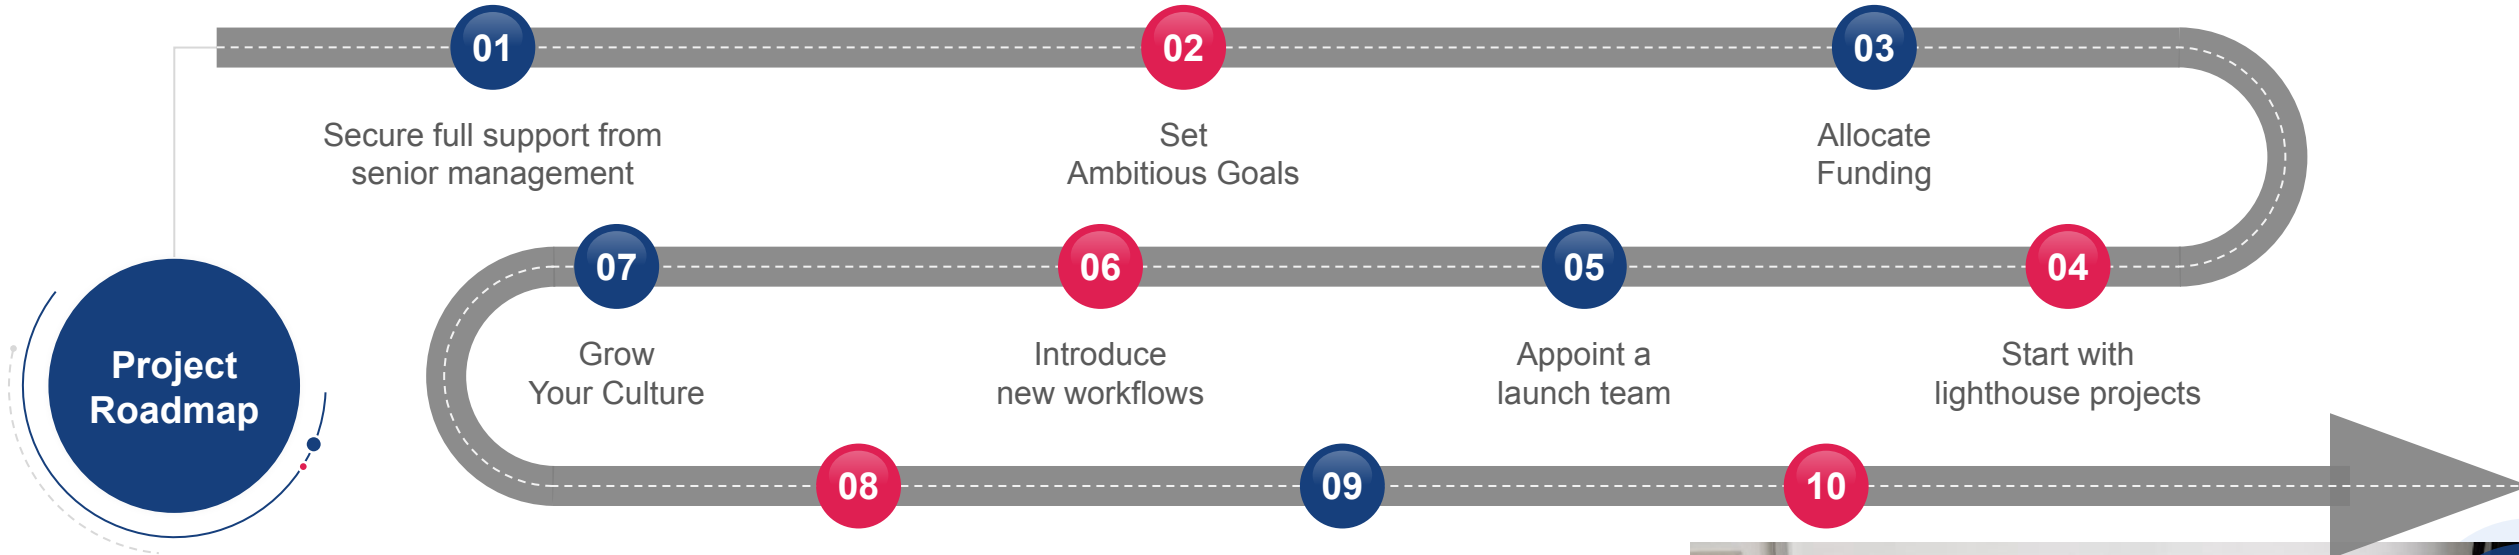 01
02
03
Secure full support from
senior management
Set
Ambitious Goals
Allocate
Funding
07
06
05
04
Project
Roadmap
Grow
Your Culture
Introduce
new workflows
Appoint a
launch team
Start with
lighthouse projects
08
09
10